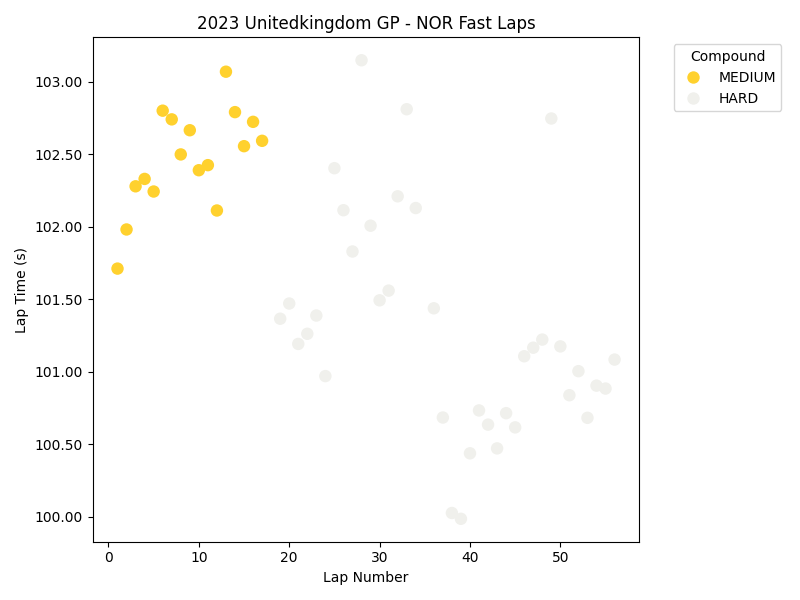 2023 Unitedkingdom GP - NOR Fast Laps
Compound
MEDIUM
HARD
Lap Time (s)
103.00
102.50
102.00
101.50
101.00
100.50
100.00
0 10 20 30 40 50
Lap Number